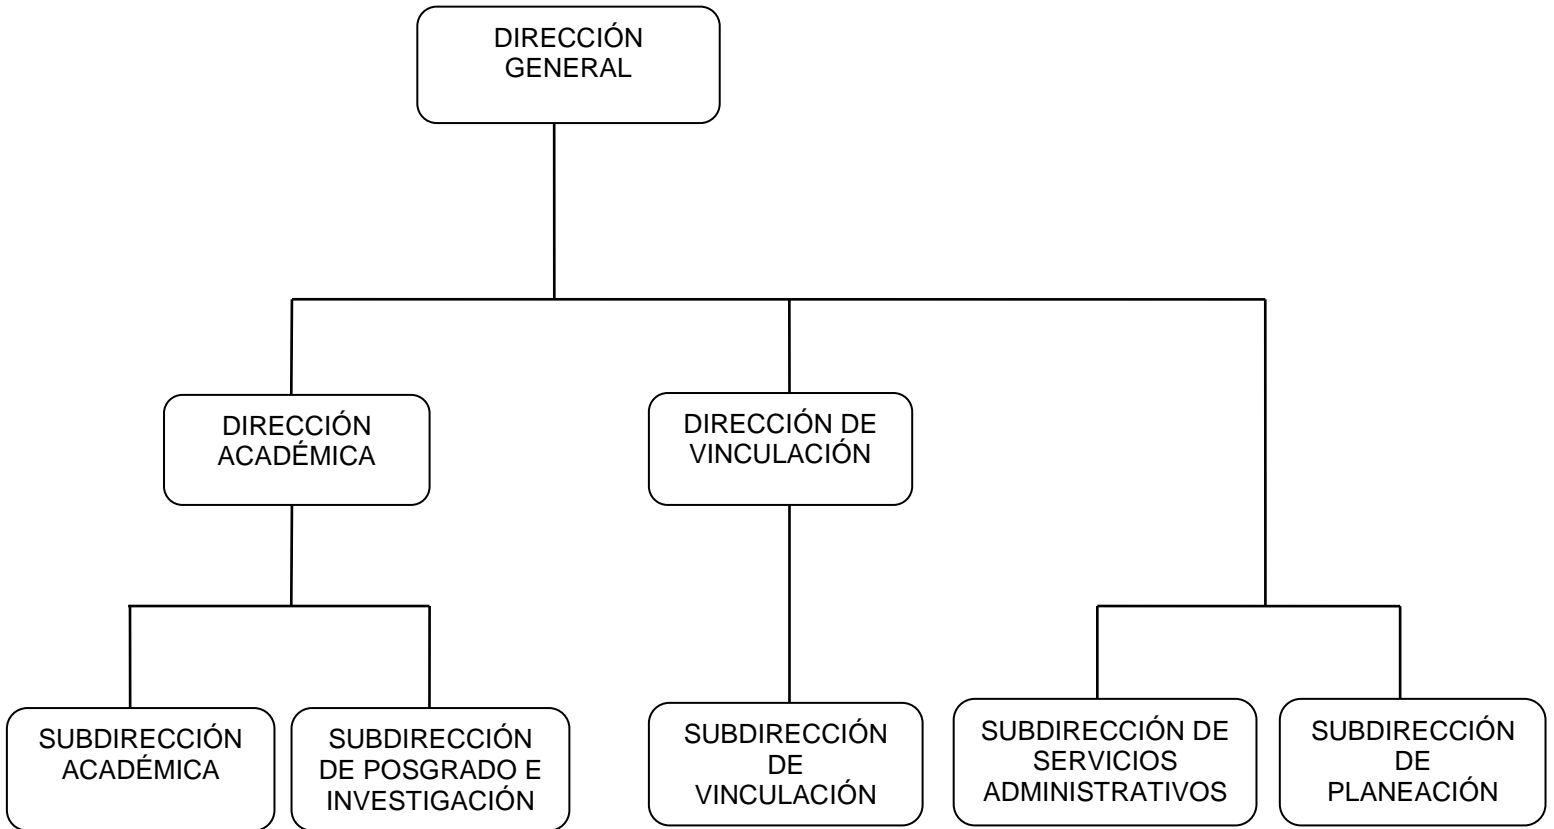 DIRECCIÓN
GENERAL
DIRECCIÓN
ACADÉMICA
DIRECCIÓN DE
VINCULACIÓN
SUBDIRECCIÓN
ACADÉMICA
SUBDIRECCIÓN
DE POSGRADO E
INVESTIGACIÓN
SUBDIRECCIÓN
DE
VINCULACIÓN
SUBDIRECCIÓN DE
SERVICIOS
ADMINISTRATIVOS
SUBDIRECCIÓN
DE
PLANEACIÓN